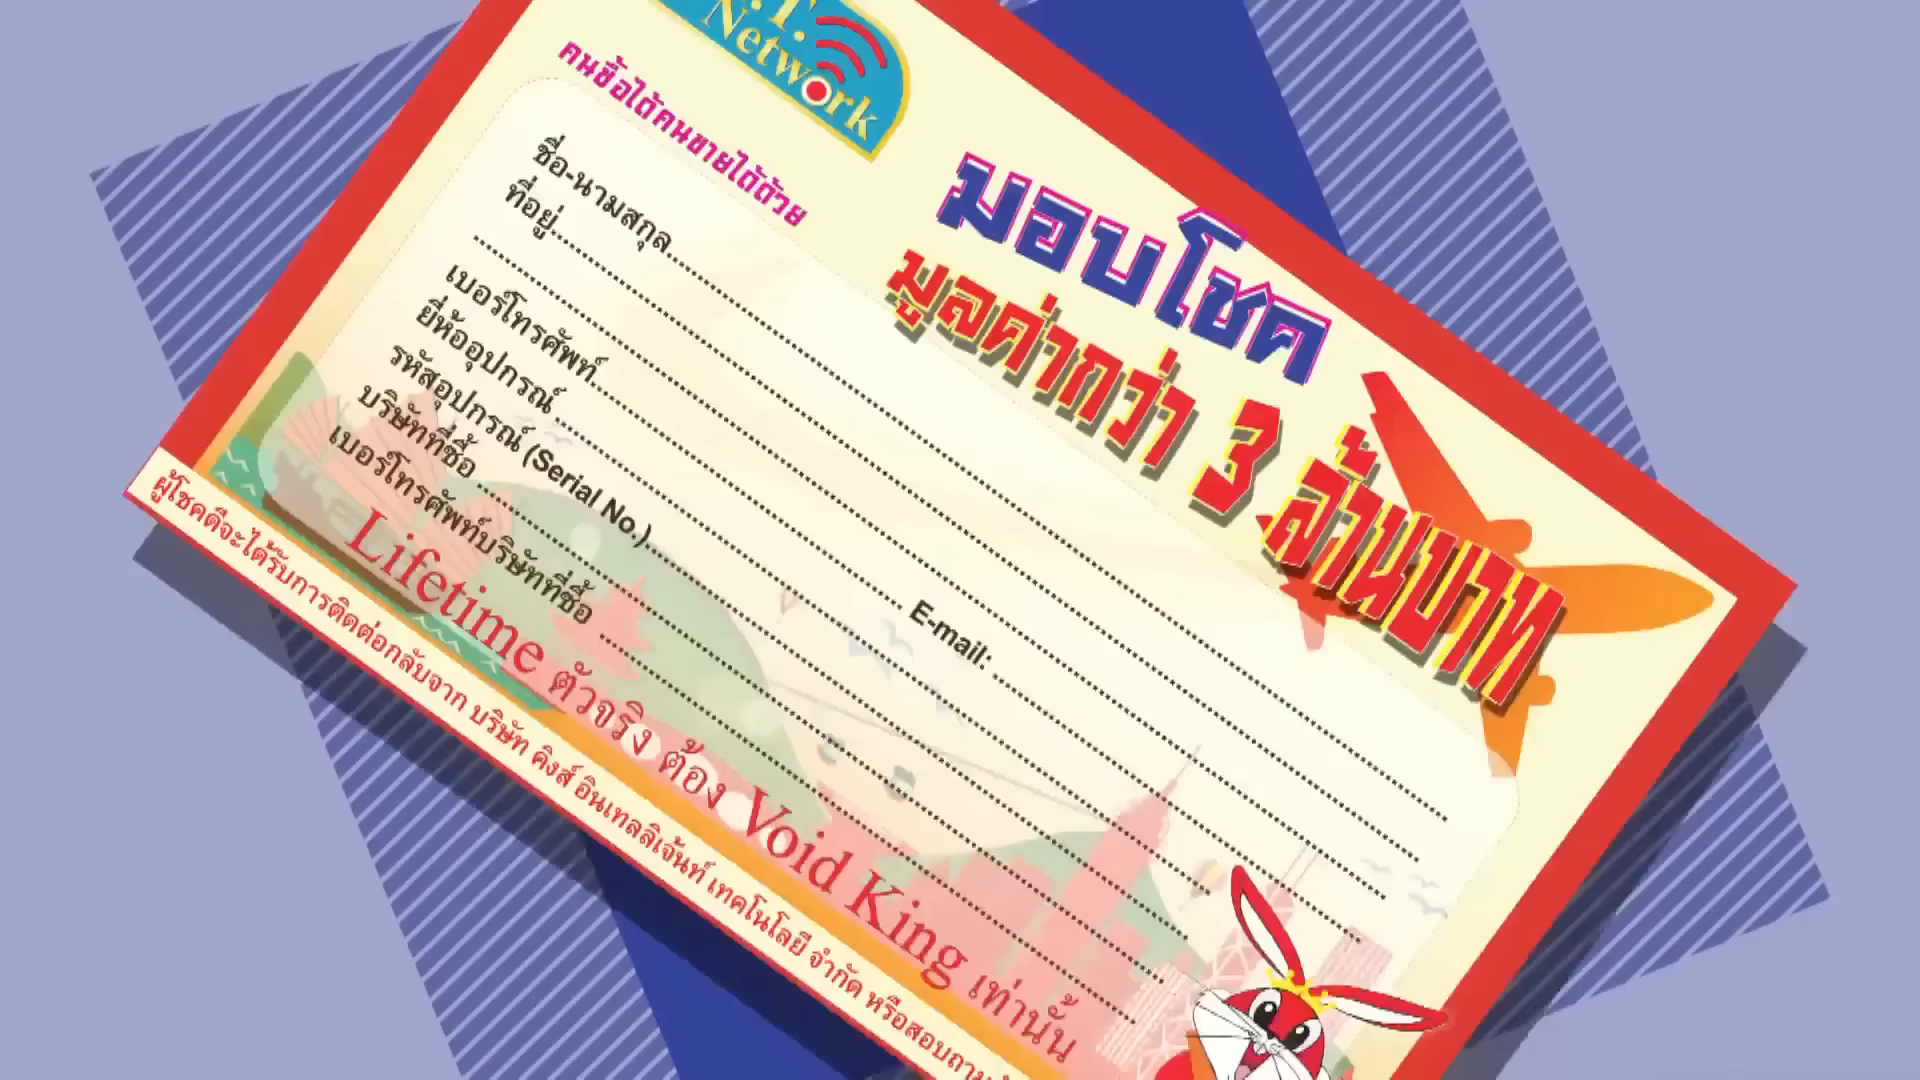 .T.
Network
คนซื้อได้คนขายได้ด้วย
มอบโชค
มูลค่ากว่า 3 ล้านบาท
ชื่อ-นามสกุล
ที่อยู่
เบอร์โทรศัพท์ E-mail:
ยี่ห้ออุปกรณ์
รหัสอุปกรณ์ (Serial No.)
บริษัทที่ซื้อ
เบอร์โทรศัพท์บริษัทที่ซื้อ
Lifetime ตัวจริง ต้อง Void King เท่านั้น
ผู้โชคดีจะได้รับการติดต่อกลับจาก บริษัท คิงส์ อินเทลลิเจ้นท์ เทคโนโลยี จำกัด หรือสอบถาม